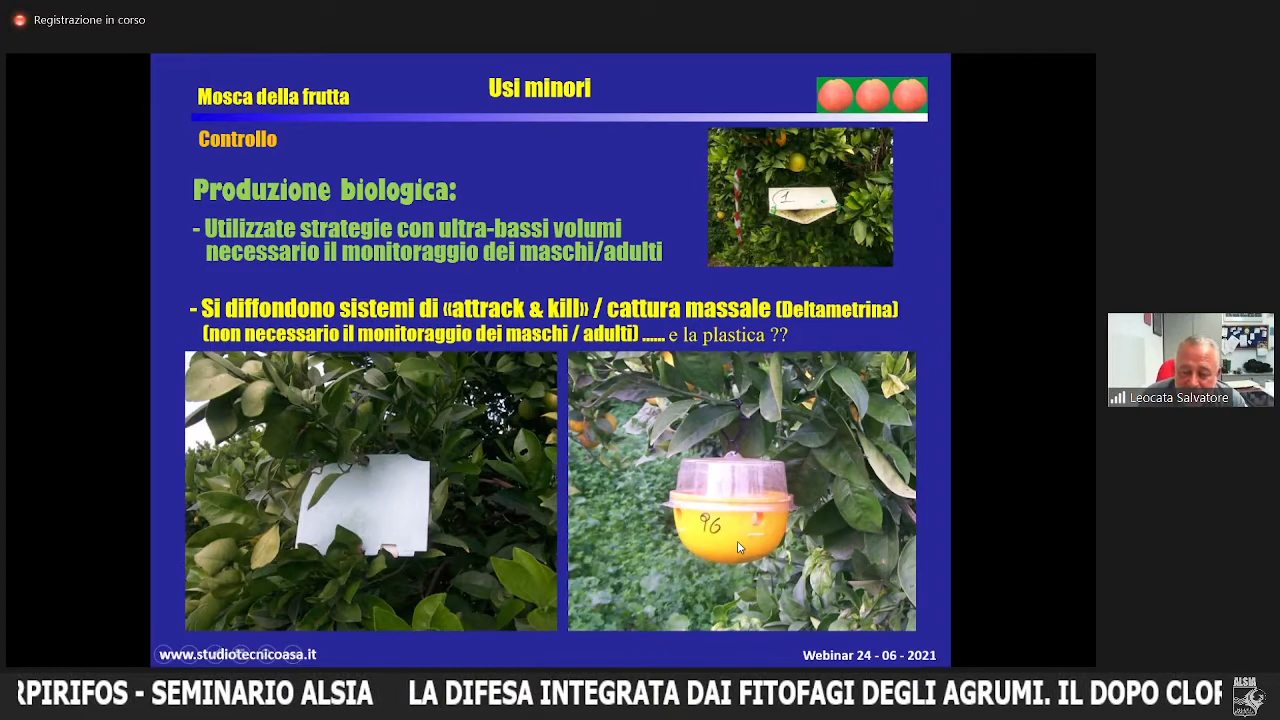 Registrazione in corso
Mosca della frutta
Usi minori
Controllo
Produzione biologica:
- Utilizzate strategie con ultra-bassi volumi
necessario il monitoraggio dei maschi/adulti
1
- Si diffondono sistemi di «attrack & kill» / cattura massale (Deltametrina)
(non necessario il monitoraggio dei maschi / adulti) ...... e la plastica ??
96
Leocata Salvatore
www.studiotecnicoasa.it
Webinar 24 - 06 - 2021
RPIRIFOS - SEMINARIO ALSIA LA DIFESA INTEGRATA DAI FITOFAGI DEGLI AGRUMI. IL DOPO CLOR
ALSIA